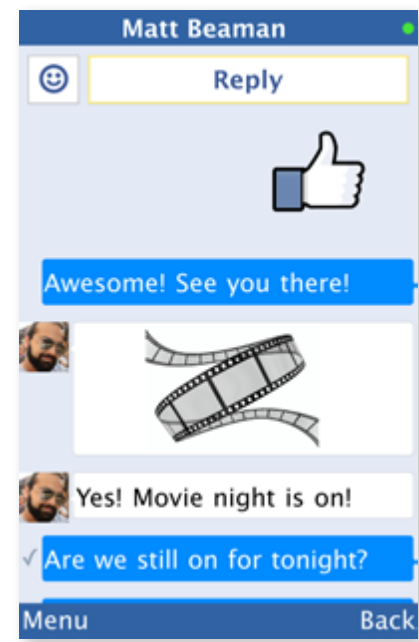 Matt Beaman
Reply
Awesome! See you there!
Yes! Movie night is on!
Are we still on for tonight?
Menu Back